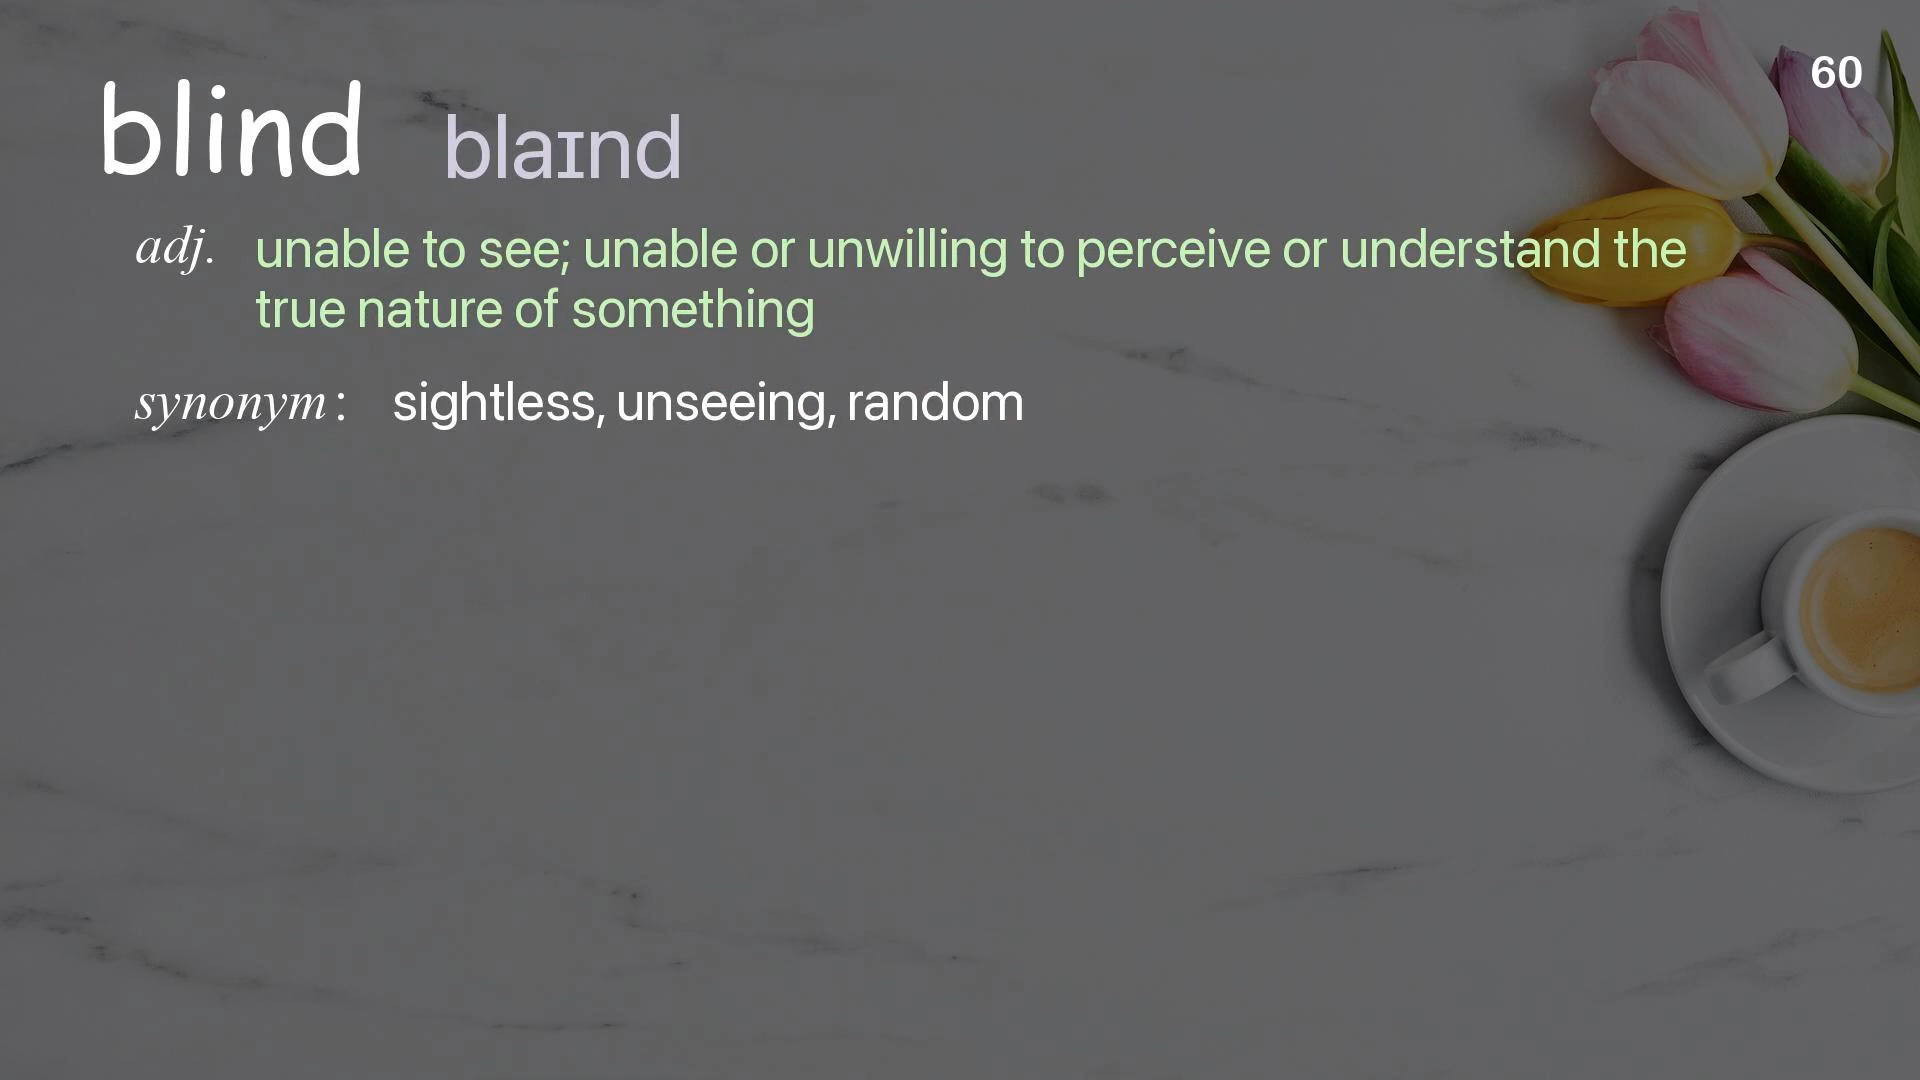 60
blind blaɪnd
adj. unable to see; unable or unwilling to perceive or understand the
true nature of something
synonym: sightless, unseeing, random